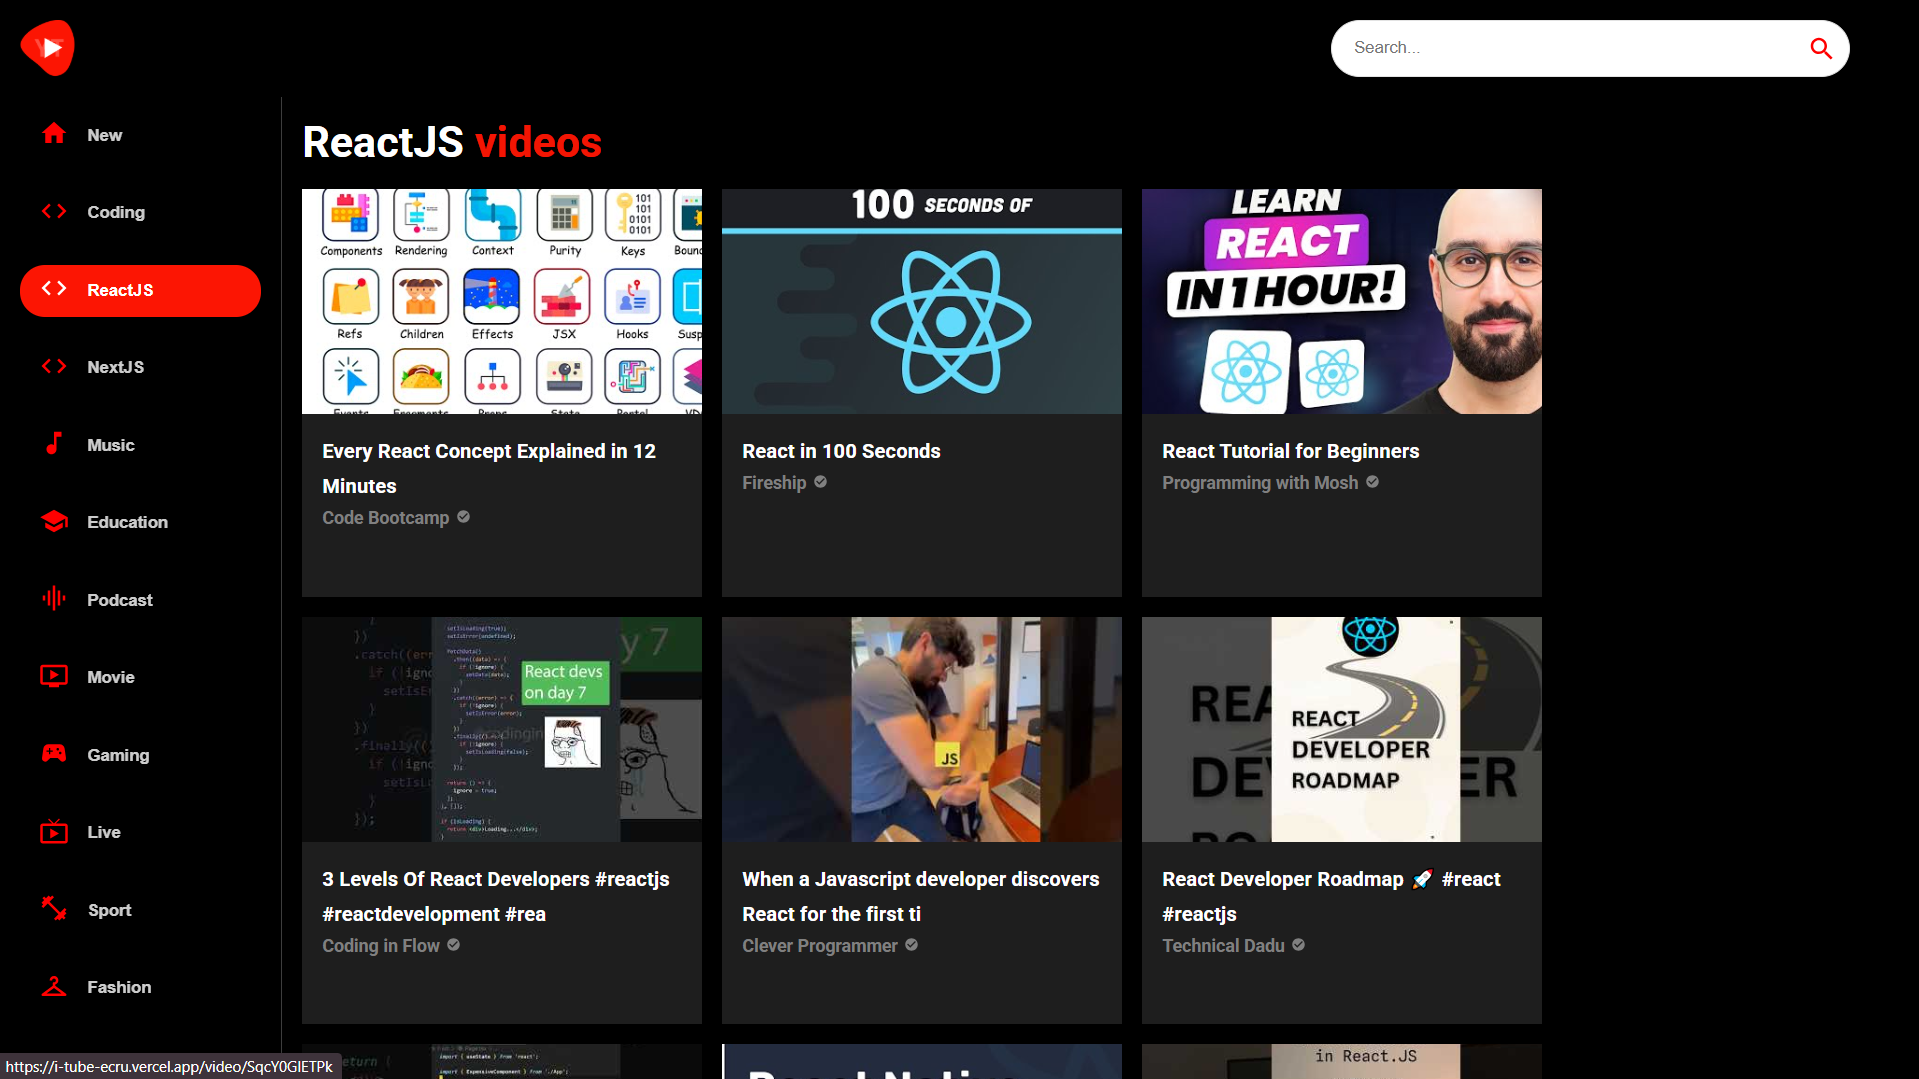 Search...
New
Coding
ReactJS
NextJS
Music
Education
Podcast
Movie
Gaming
Live
Sport
Fashion
ReactJS videos
Components Rendering Context Purity Keys
Refs Children Effects JSX Hooks
Every React Concept Explained in 12
Minutes
Code Bootcamp
100 SECONDS OF
React in 100 Seconds
Fireship
LEARN
REACT
IN 1 HOUR!
React Tutorial for Beginners
Programming with Mosh
React devs
on day 7
3 Levels Of React Developers #reactjs
#reactdevelopment #rea
Coding in Flow
JS
When a Javascript developer discovers
React for the first ti
Clever Programmer
REACT
DEVELOPER
ROADMAP
React Developer Roadmap 🚀 #react
#reactjs
Technical Dadu
in React.JS
https://i-tube-ecru.vercel.app/video/SqcY0GlETPk